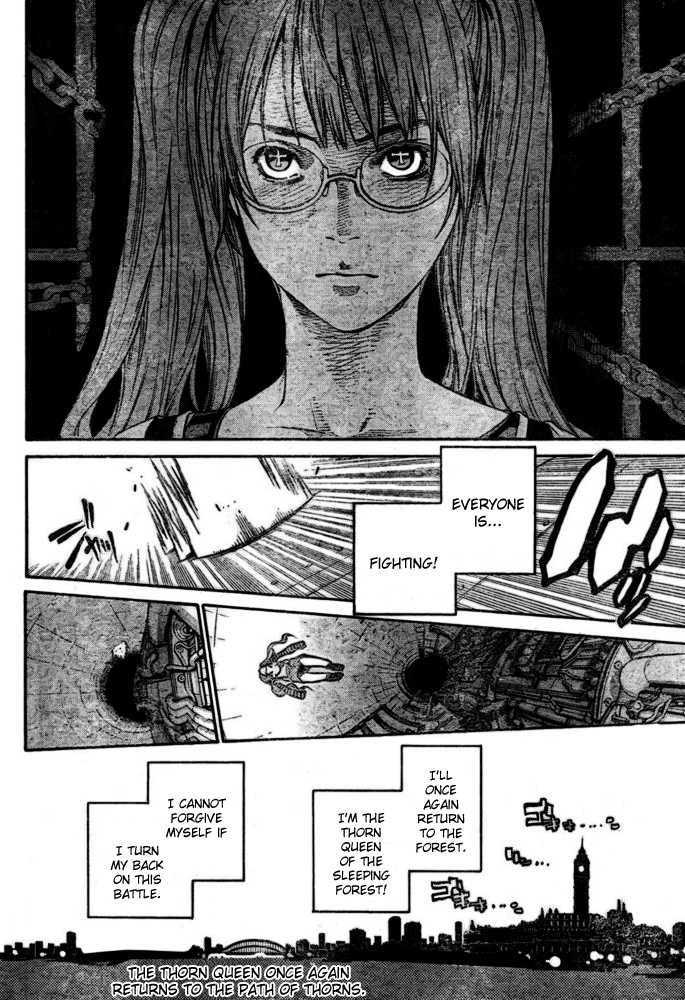 EVERYONE
IS...
FIGHTING!
I'LL
ONCE
AGAIN
RETURN
TO THE
FOREST.
I'M THE
THORN
QUEEN
OF THE
SLEEPING
FOREST!
I CANNOT
FORGIVE
MYSELF IF
I TURN
MY BACK
ON THIS
BATTLE.
THE THORN QUEEN ONCE AGAIN
RETURNS TO THE PATH OF THORNS.